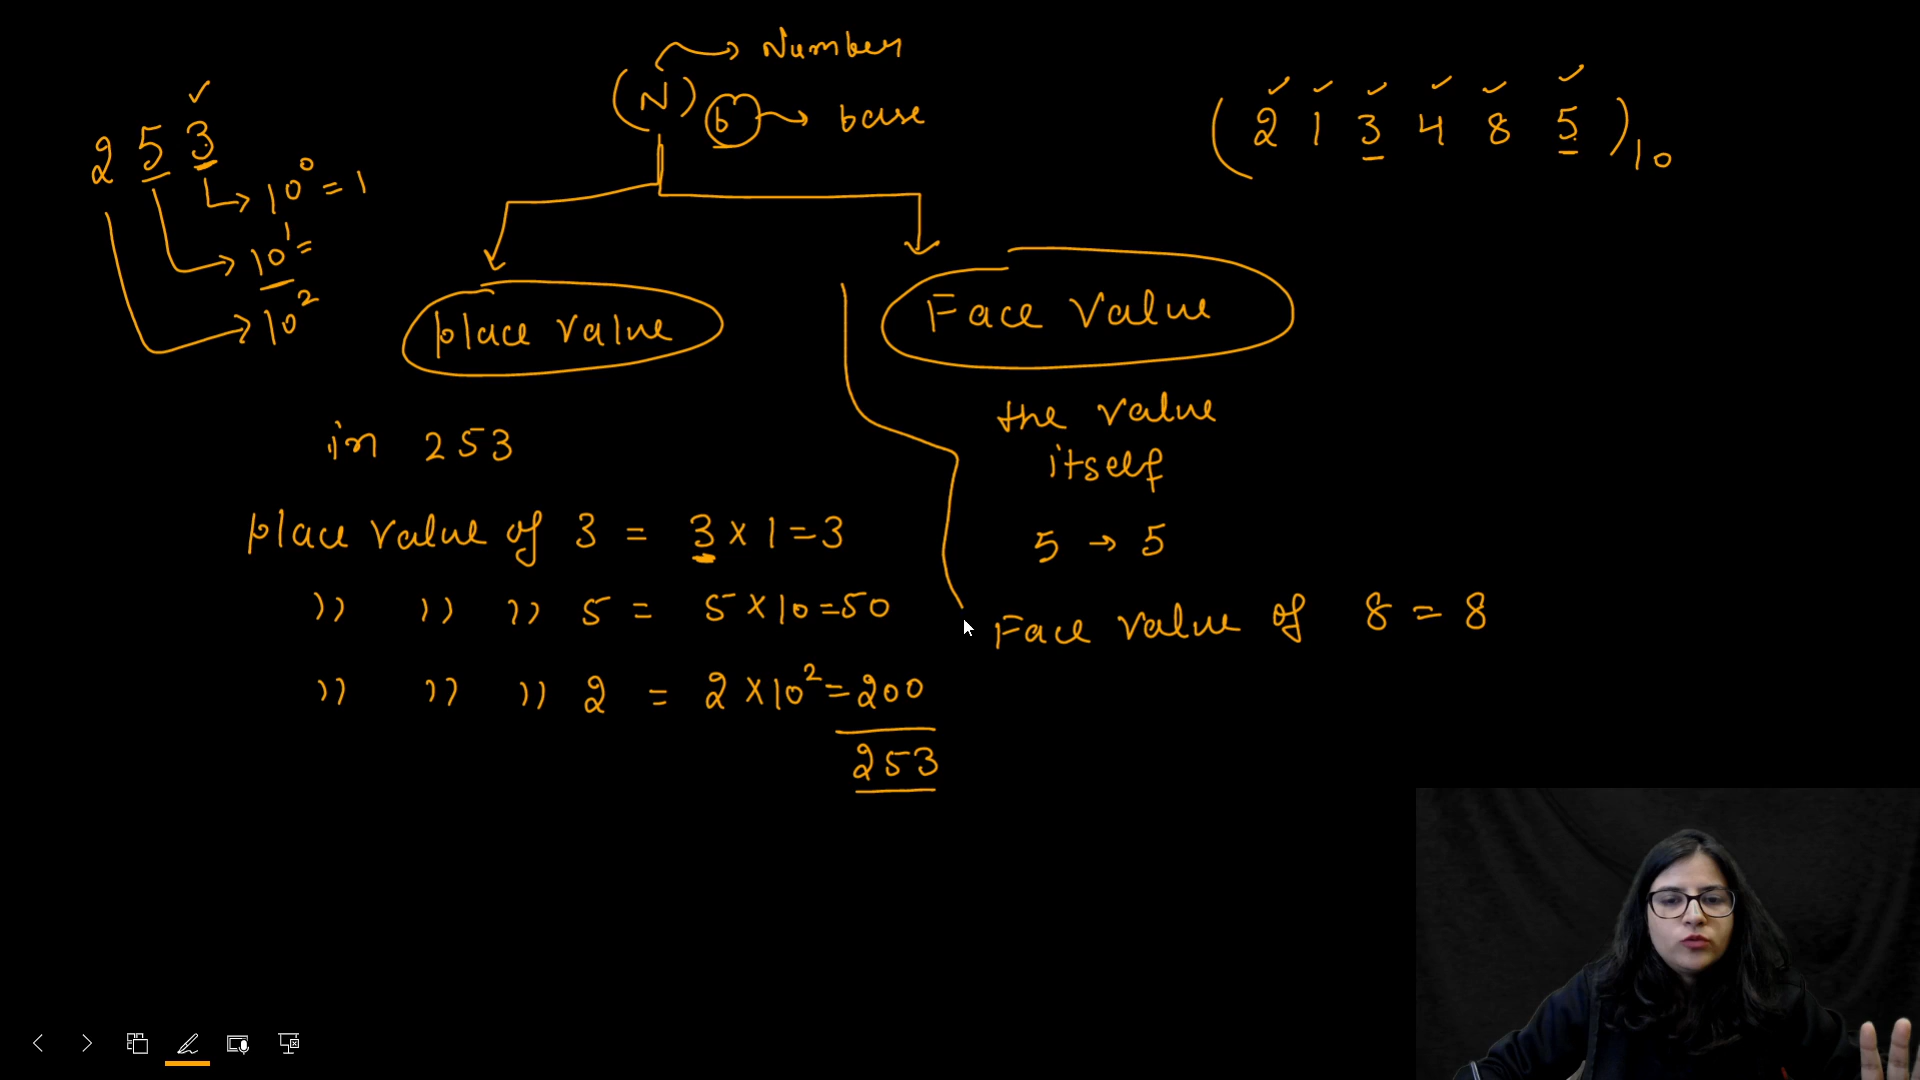 (N)b
→ Number
→ base
2 5 3
→ 10⁰ = 1
→ 10¹ =
→ 10²
(2 1 3 4 8 5)10
place value
in 253
place value of 3 = 3 × 1 = 3
" " " 5 = 5 × 10 = 50
" " " 2 = 2 × 10² = 200
253
Face Value
the value
itself
5 → 5
Face value of 8 = 8